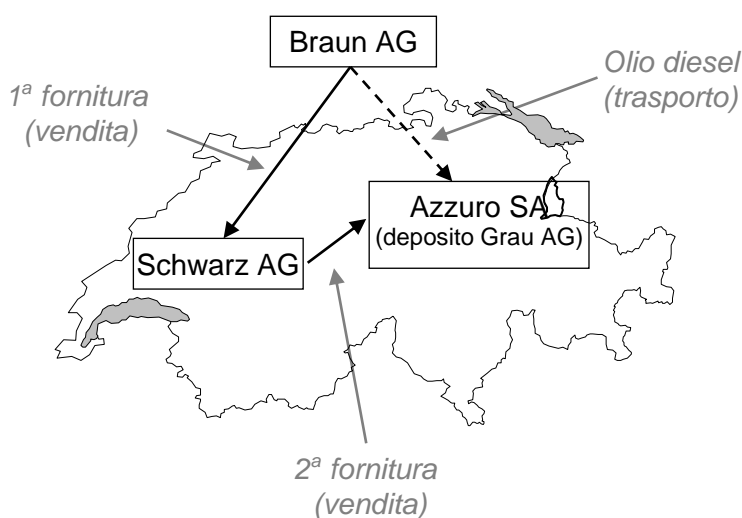 Braun AG
1ª fornitura
(vendita)
Olio diesel
(trasporto)
Azzuro SA
(deposito Grau AG)
Schwarz AG
2ª fornitura
(vendita)